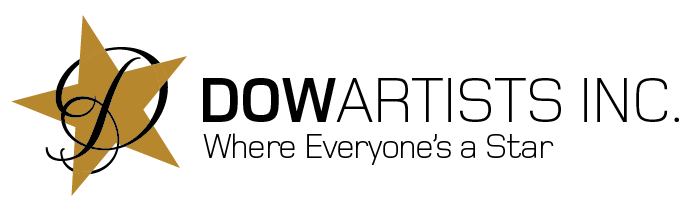 D
DOWARTISTS INC.
Where Everyone's a Star